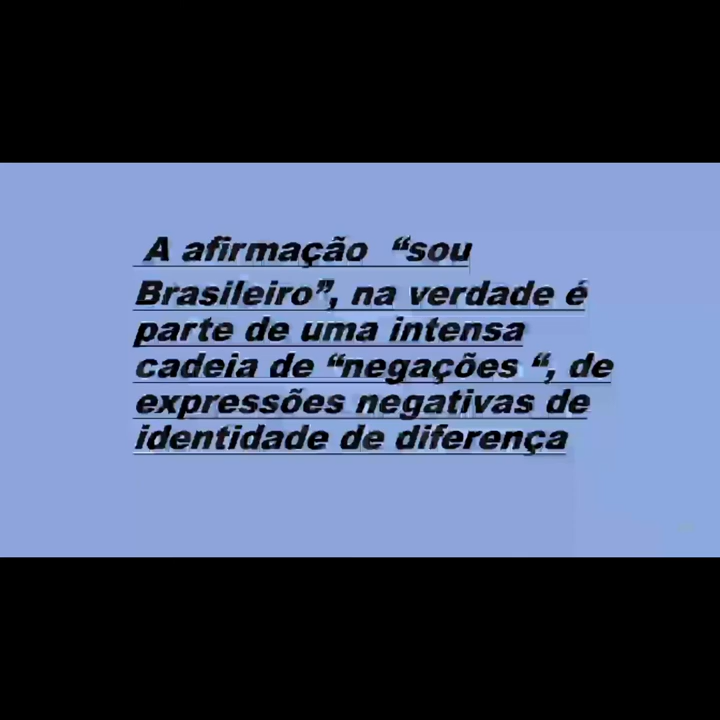 A afirmação “sou
Brasileiro”, na verdade é
parte de uma intensa
cadeia de “negações “, de
expressões negativas de
identidade de diferença